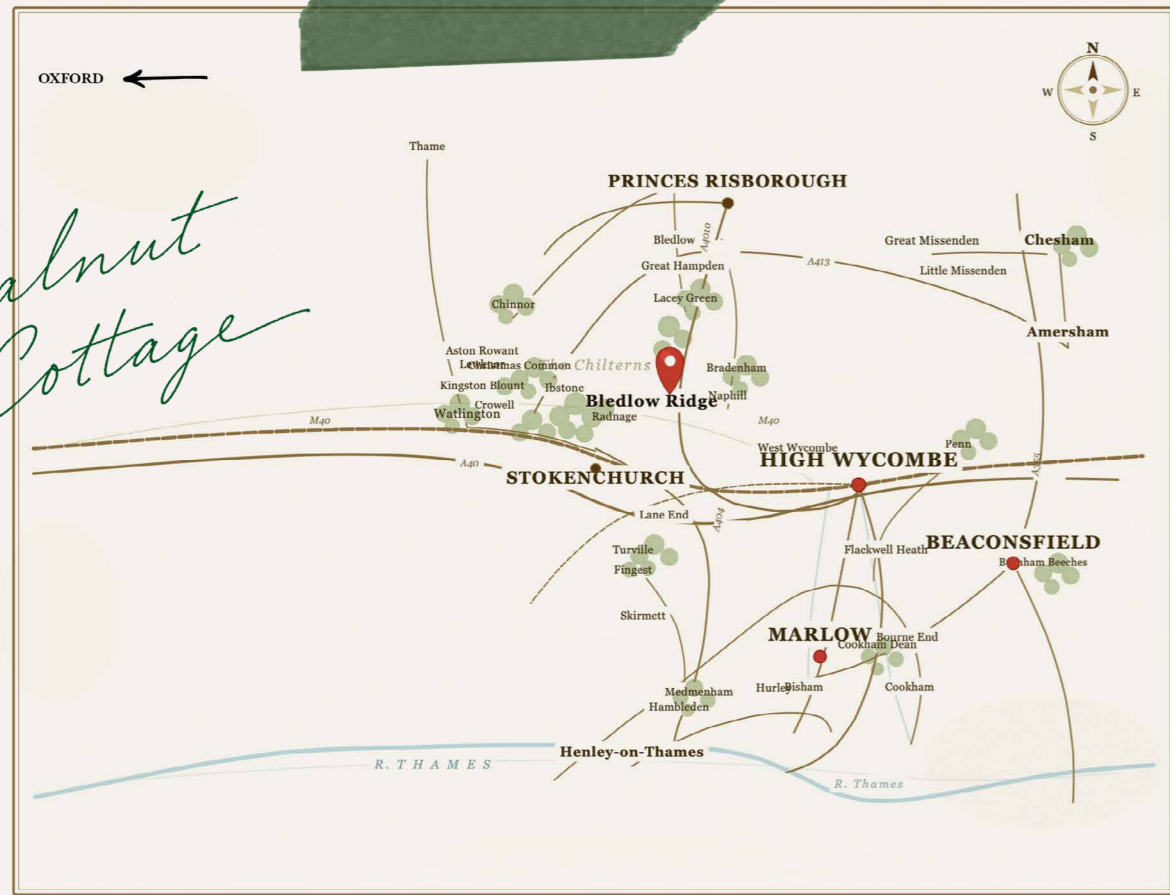 N
W
E
S
OXFORD
Thame
PRINCES RISBOROUGH
A4010
Bledlow
Great Missenden
Chesham
Great Hampden
A413
Little Missenden
Lacey Green
Chinnor
Amersham
Aston Rowant
Christmas Common
The Chilterns
Bradenham
Kingston Blount
Ibstone
Naphill
Bledlow Ridge
Crowell
Radnage
Watlington
M40
M40
West Wycombe
Penn
HIGH WYCOMBE
A40
STOKENCHURCH
Lane End
A404
Turville
Flackwell Heath
BEACONSFIELD
Fingest
Burnham Beeches
Skirmett
MARLOW
Bourne End
Cookham Dean
Medmenham
Hurley
Bisham
Cookham
Hambleden
Henley-on-Thames
R. THAMES
R. Thames
alnut
Cottage